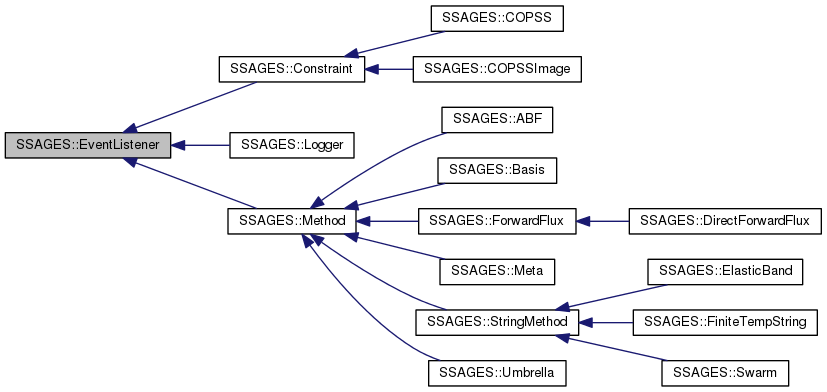 SSAGES::COPSS
SSAGES::Constraint
SSAGES::COPSSImage
SSAGES::ABF
SSAGES::EventListener
SSAGES::Logger
SSAGES::Basis
SSAGES::Method
SSAGES::ForwardFlux
SSAGES::DirectForwardFlux
SSAGES::Meta
SSAGES::ElasticBand
SSAGES::StringMethod
SSAGES::FiniteTempString
SSAGES::Umbrella
SSAGES::Swarm